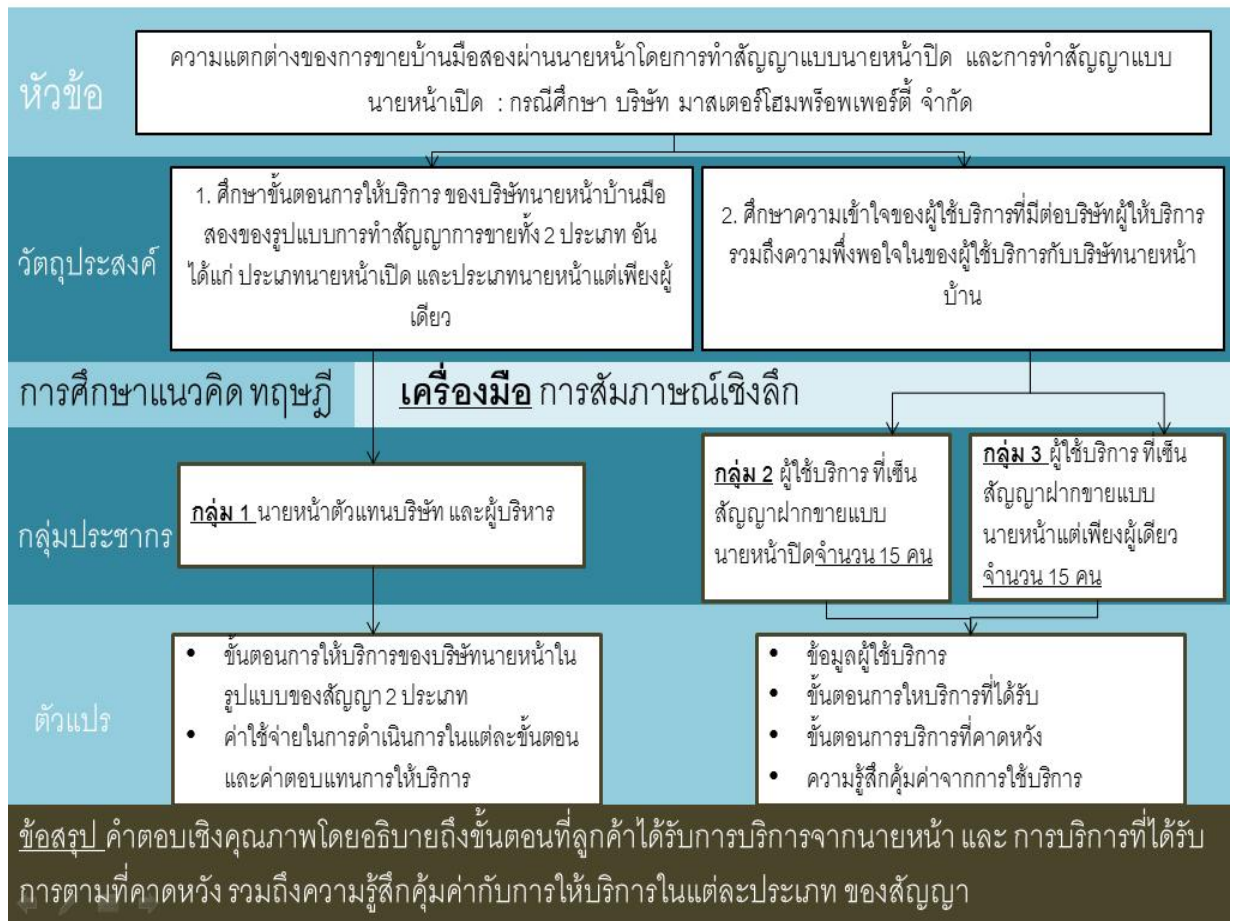 หัวข้อ
ความแตกต่างของการขายบ้านมือสองผ่านนายหน้าโดยการทำสัญญาแบบนายหน้าปิด และการทำสัญญาแบบ
นายหน้าเปิด : กรณีศึกษา บริษัท มาสเตอร์โฮมพร็อพเพอร์ตี้ จำกัด
วัตถุประสงค์
1. ศึกษาขั้นตอนการให้บริการ ของบริษัทนายหน้าบ้านมือ
สองของรูปแบบการทำสัญญาการขายทั้ง 2 ประเภท อัน
ได้แก่ ประเภทนายหน้าเปิด และประเภทนายหน้าแต่เพียงผู้
เดียว
2. ศึกษาความเข้าใจของผู้ใช้บริการที่มีต่อบริษัทผู้ให้บริการ
รวมถึงความพึ่งพอใจในของผู้ใช้บริการกับบริษัทนายหน้า
บ้าน
การศึกษาแนวคิด ทฤษฎี
เครื่องมือ การสัมภาษณ์เชิงลึก
กลุ่มประชากร
กลุ่ม 1 นายหน้าตัวแทนบริษัท และผู้บริหาร
กลุ่ม 2 ผู้ใช้บริการ ที่เซ็น
สัญญาฝากขายแบบ
นายหน้าปิดจำนวน 15 คน
กลุ่ม 3 ผู้ใช้บริการ ที่เซ็น
สัญญาฝากขายแบบ
นายหน้าแต่เพียงผู้เดียว
จำนวน 15 คน
ตัวแปร
• ขั้นตอนการให้บริการของบริษัทนายหน้าใน
รูปแบบของสัญญา 2 ประเภท
• ค่าใช้จ่ายในการดำเนินการในแต่ละขั้นตอน
และค่าตอบแทนการให้บริการ
• ข้อมูลผู้ใช้บริการ
• ขั้นตอนการใหบริการที่ได้รับ
• ขั้นตอนการบริการที่คาดหวัง
• ความรู้สึกคุ้มค่าจากการใช้บริการ
ข้อสรุป คำตอบเชิงคุณภาพโดยอธิบายถึงขั้นตอนที่ลูกค้าได้รับการบริการจากนายหน้า และ การบริการที่ได้รับ
การตามที่คาดหวัง รวมถึงความรู้สึกคุ้มค่ากับการให้บริการในแต่ละประเภท ของสัญญา